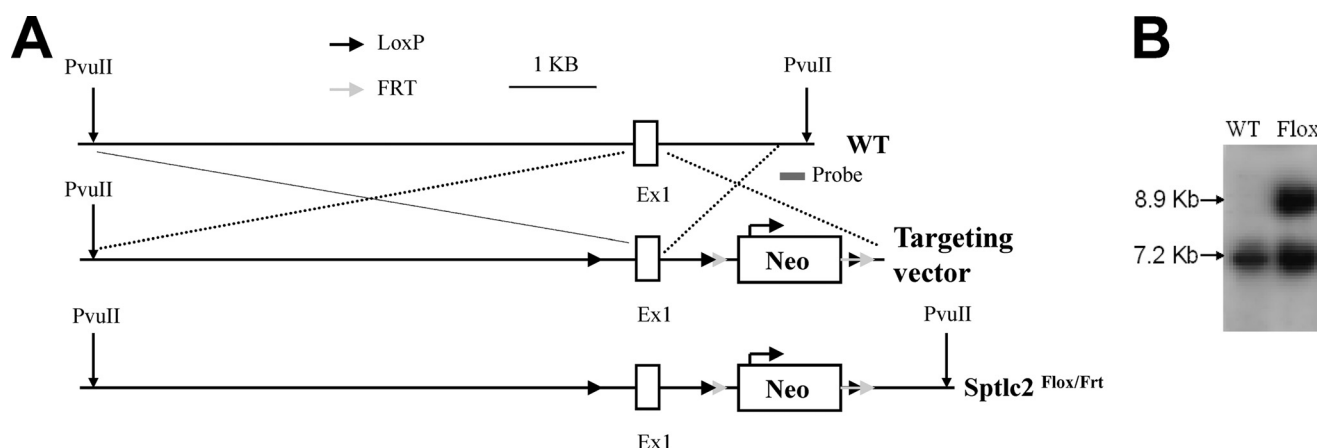 A
LoxP
FRT
1 KB
PvuII
PvuII
WT
Ex1
Probe
PvuII
Neo
Targeting
vector
Ex1
PvuII
PvuII
Neo
Sptlc2 Flox/Frt
Ex1
B
WT Flox
8.9 Kb
7.2 Kb